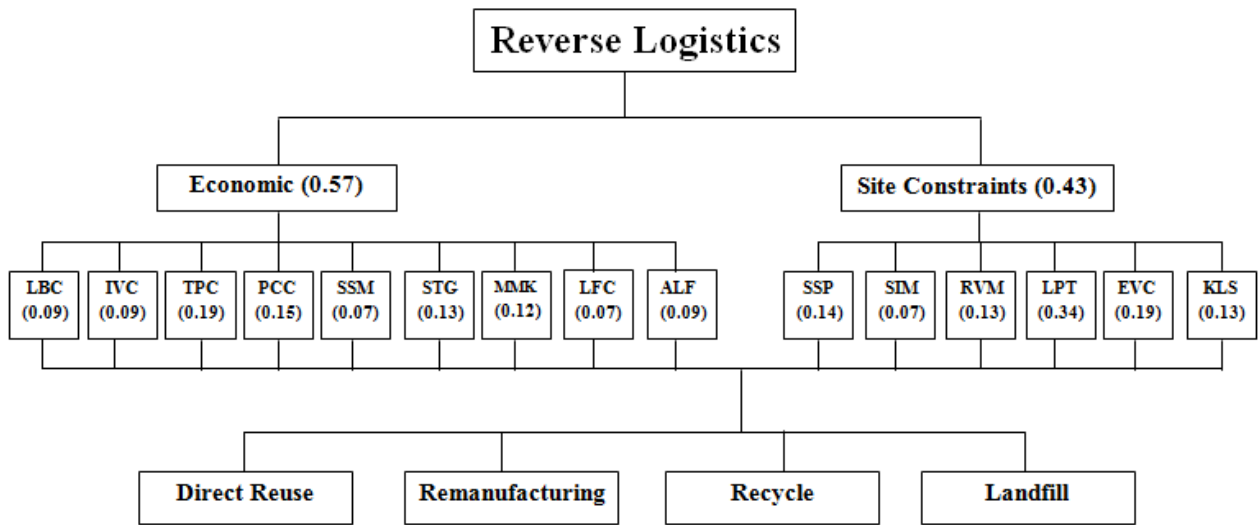 Reverse Logistics
Economic (0.57)
Site Constraints (0.43)
LBC
(0.09)
IVC
(0.09)
TPC
(0.19)
PCC
(0.15)
SSM
(0.07)
STG
(0.13)
MMK
(0.12)
LFC
(0.07)
ALF
(0.09)
SSP
(0.14)
SIM
(0.07)
RVM
(0.13)
LPT
(0.34)
EVC
(0.19)
KLS
(0.13)
Direct Reuse
Remanufacturing
Recycle
Landfill